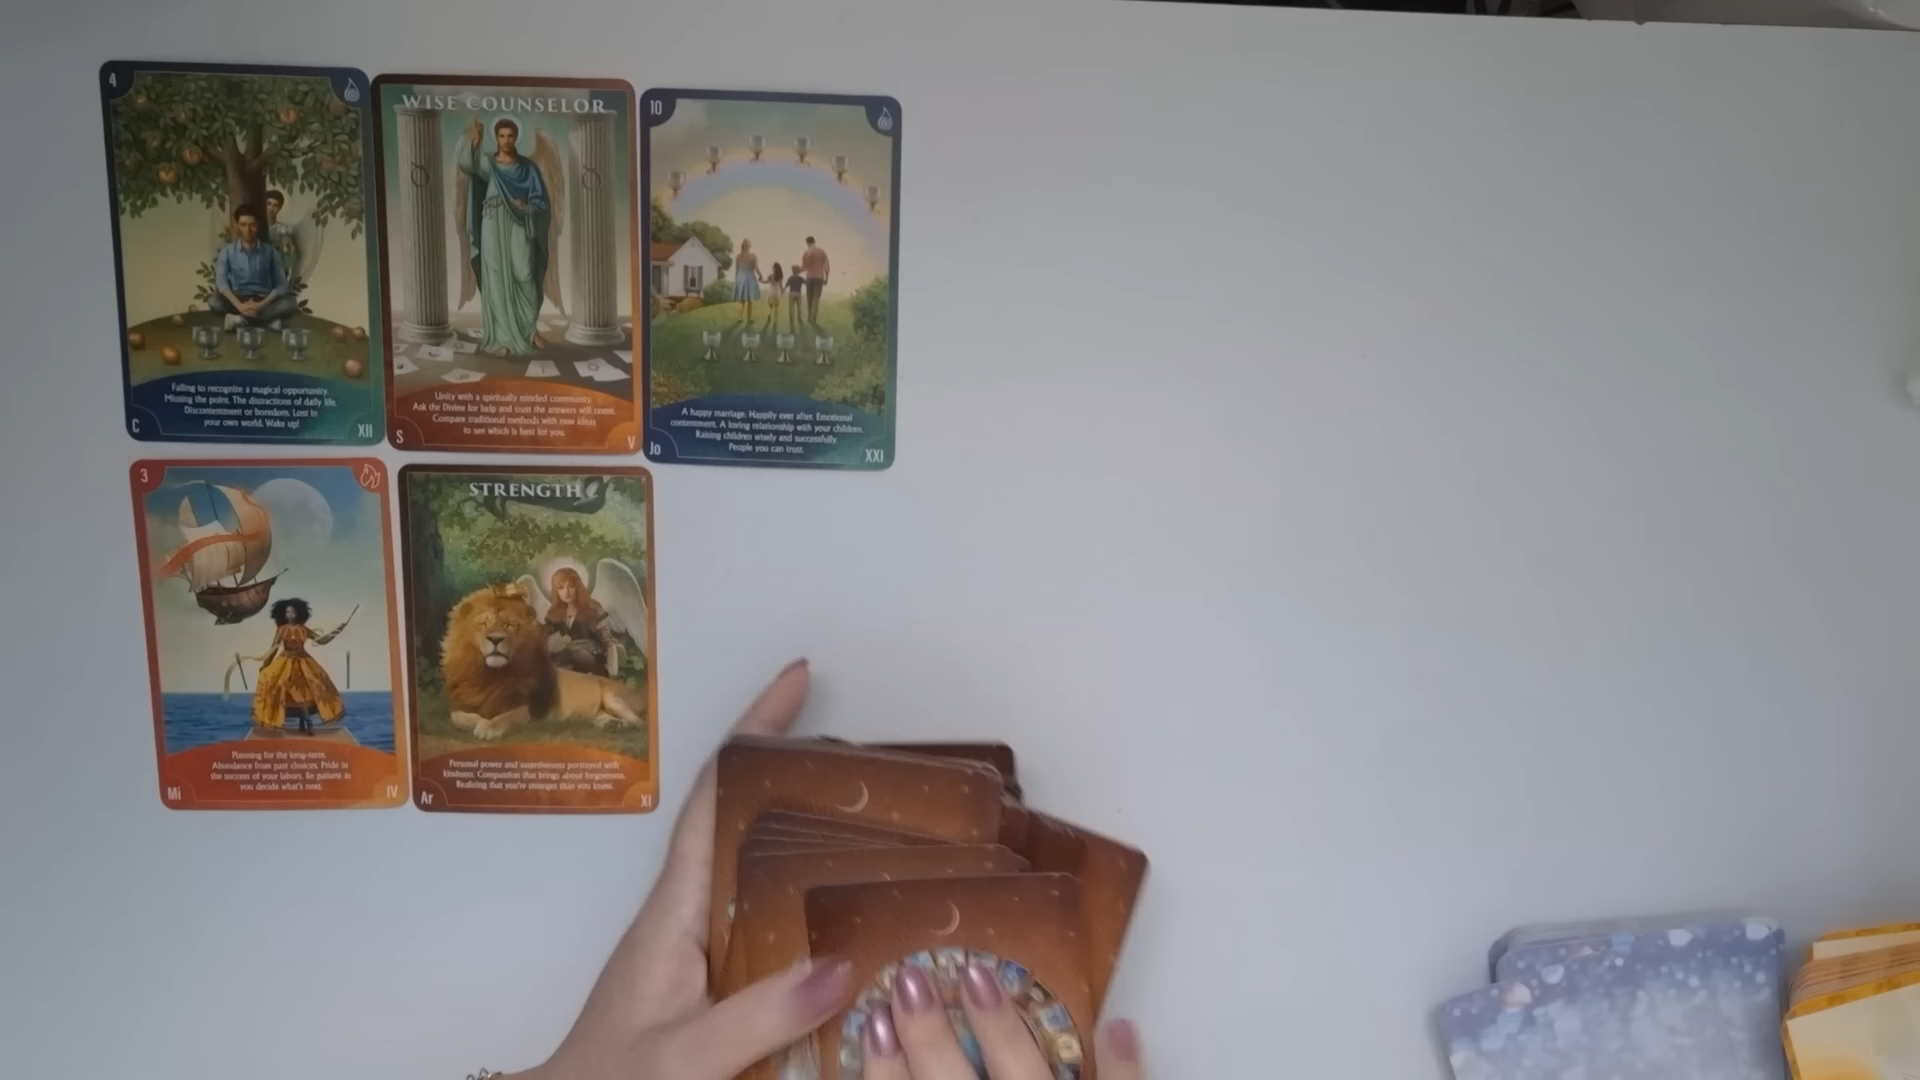 4
Failing to recognize a magical opportunity.
Missing the point. The distractions of daily life.
Discontentment or boredom. Lost in
your own world. Wake up!
C
XII
WISE COUNSELOR
Unity with a spiritually minded community.
Ask the Divine for help and trust the answers will come.
Compare traditional methods with new ideas
to see which is best for you.
S
V
10
A happy marriage. Happily ever after. Emotional
contentment. A loving relationship with your children.
Raising children wisely and successfully.
People you can trust.
Jo
XXI
3
Planning for the long-term.
Abundance from past choices. Pride in
the success of your labors. Be patient as
you decide what's next.
Mi
IV
STRENGTH
Personal power and assertiveness portrayed with
kindness. Compassion that brings about forgiveness.
Realizing that you're stronger than you know.
Ar
XI